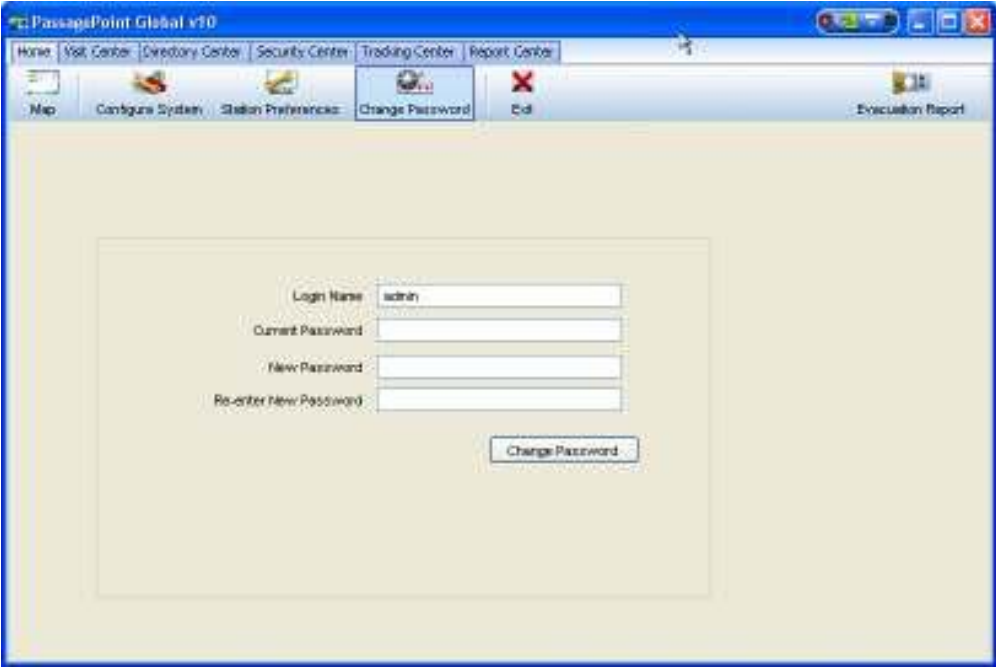 PassagePoint Global v10
Home Visit Center Directory Center Security Center Tracking Center Report Center
Map Configure System Station Preferences Change Password Exit Evacuation Report
Login Name admin
Current Password
New Password
Re-enter New Password
Change Password